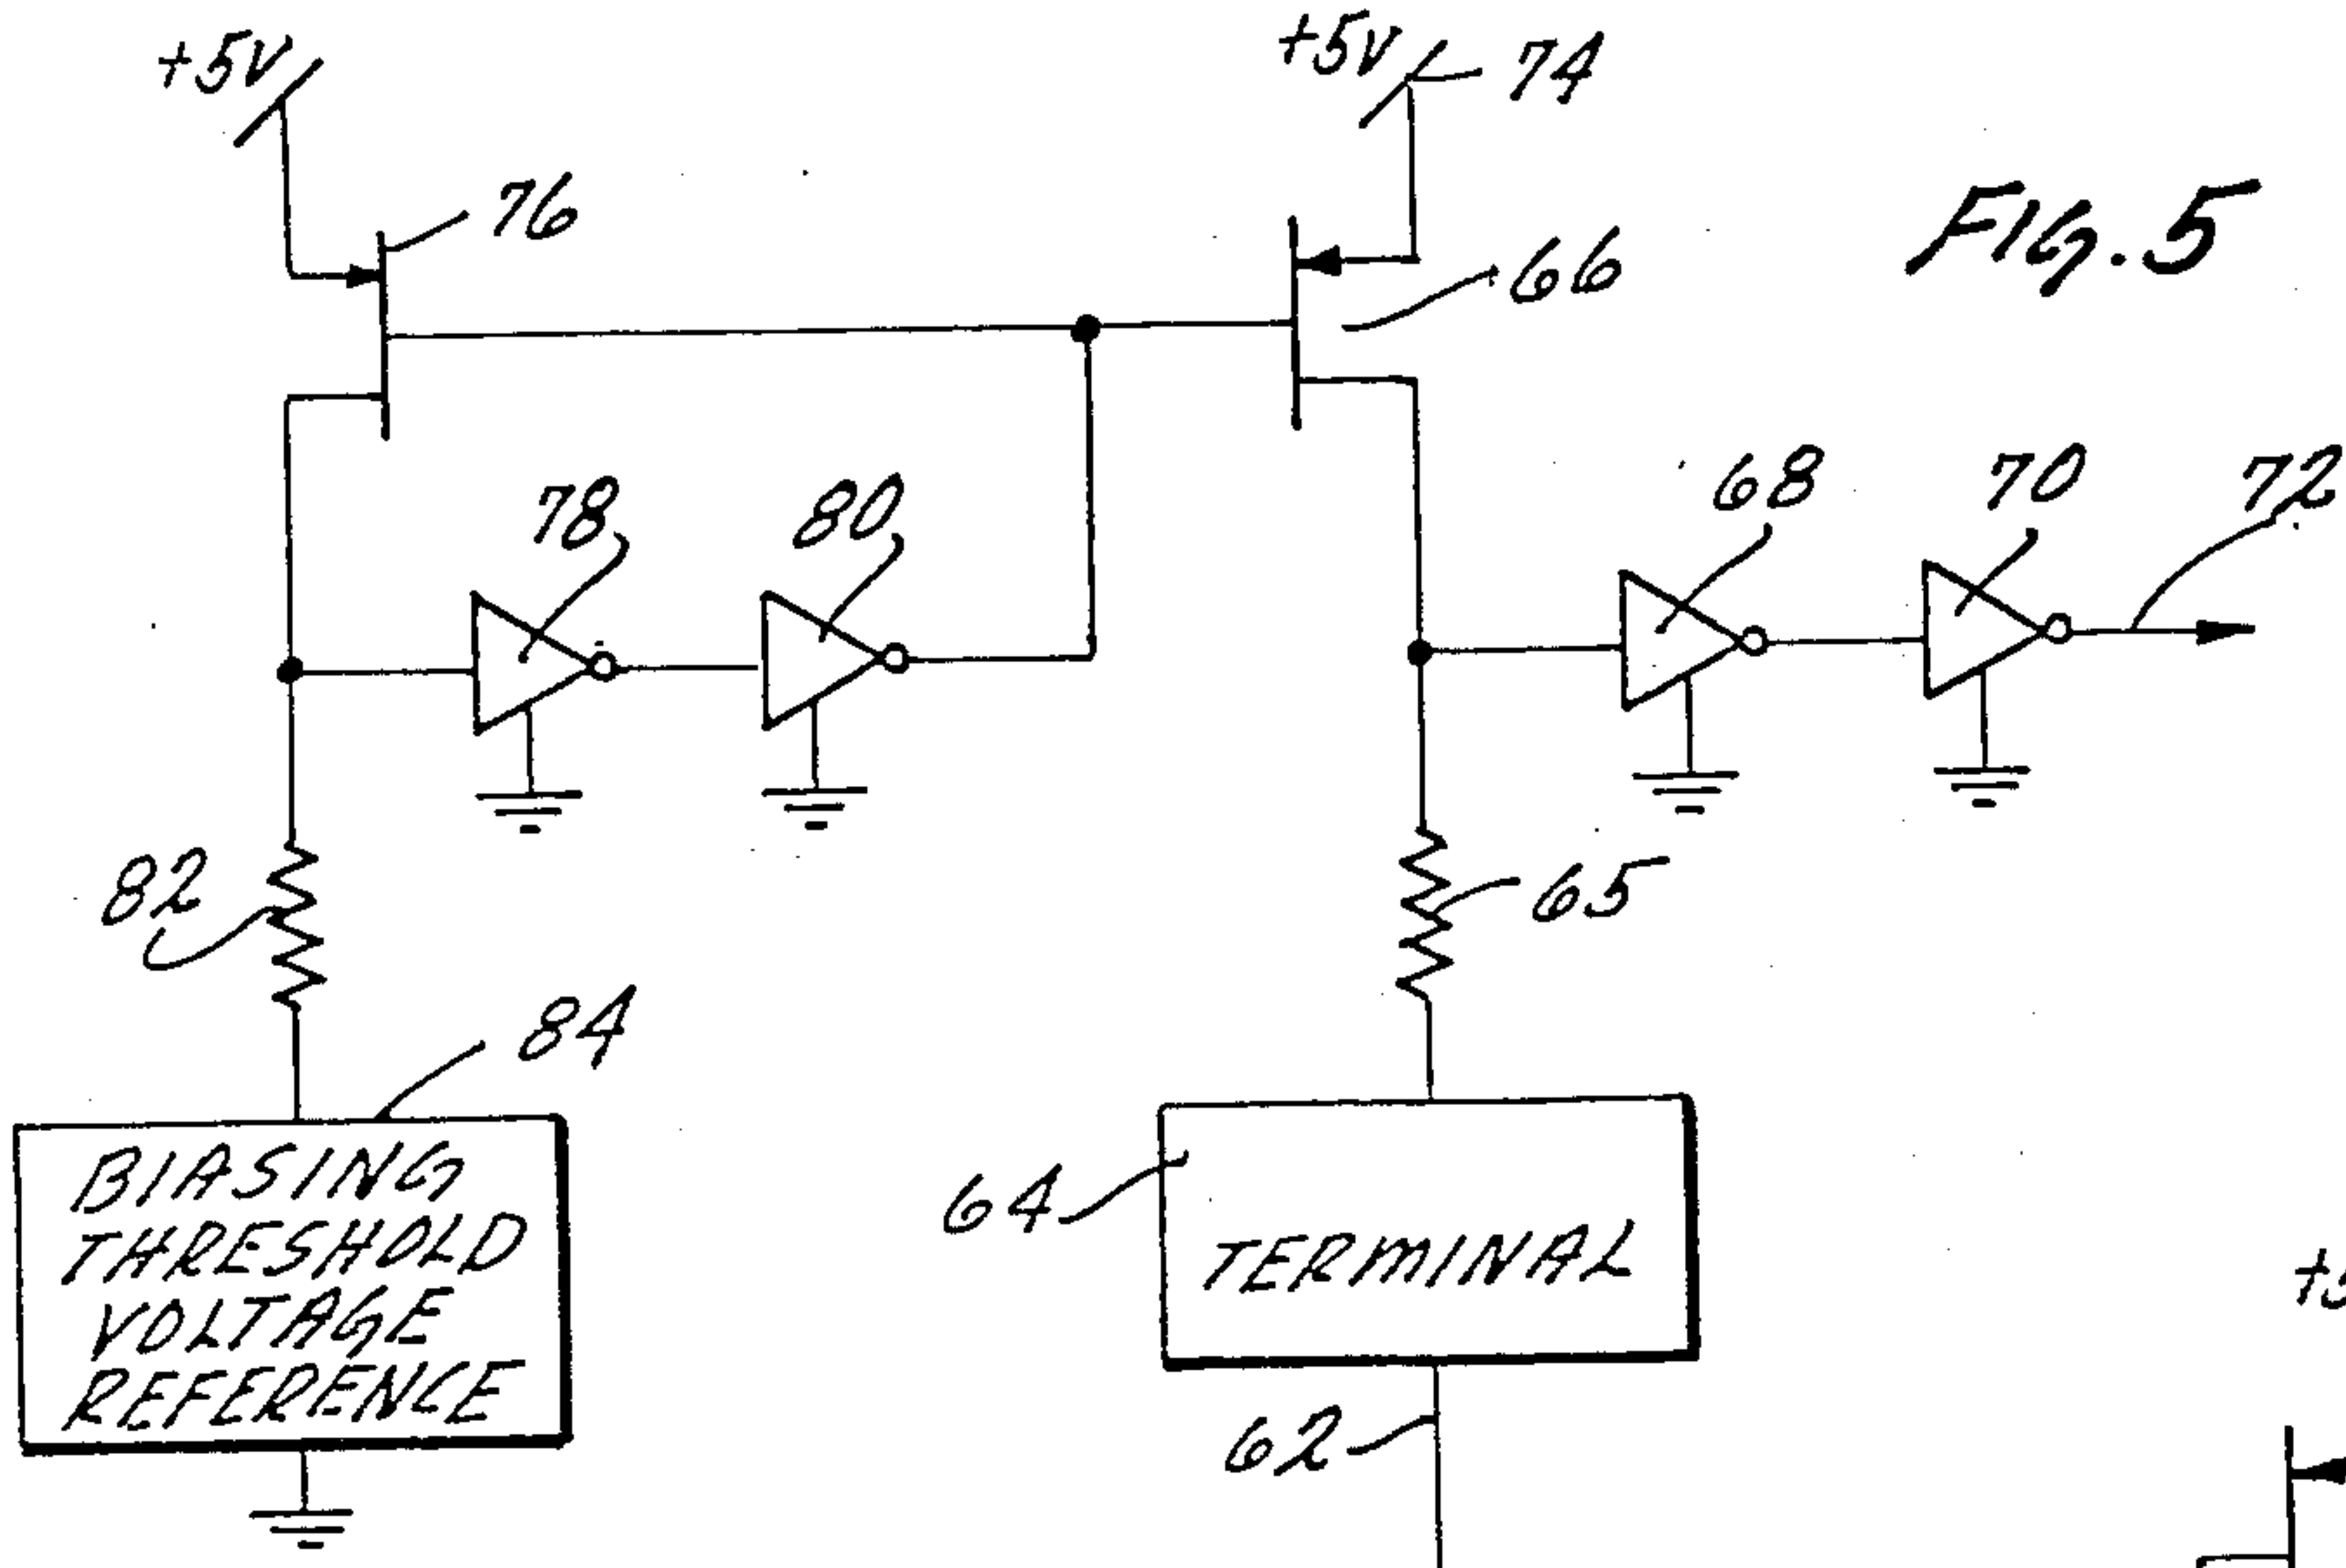 +5V
+5V
74
76
66
FIG. 5
78
80
68
70
72
82
65
84
BIASING
THRESHOLD
VOLTAGE
REFERENCE
64
TERMINAL
62
+5